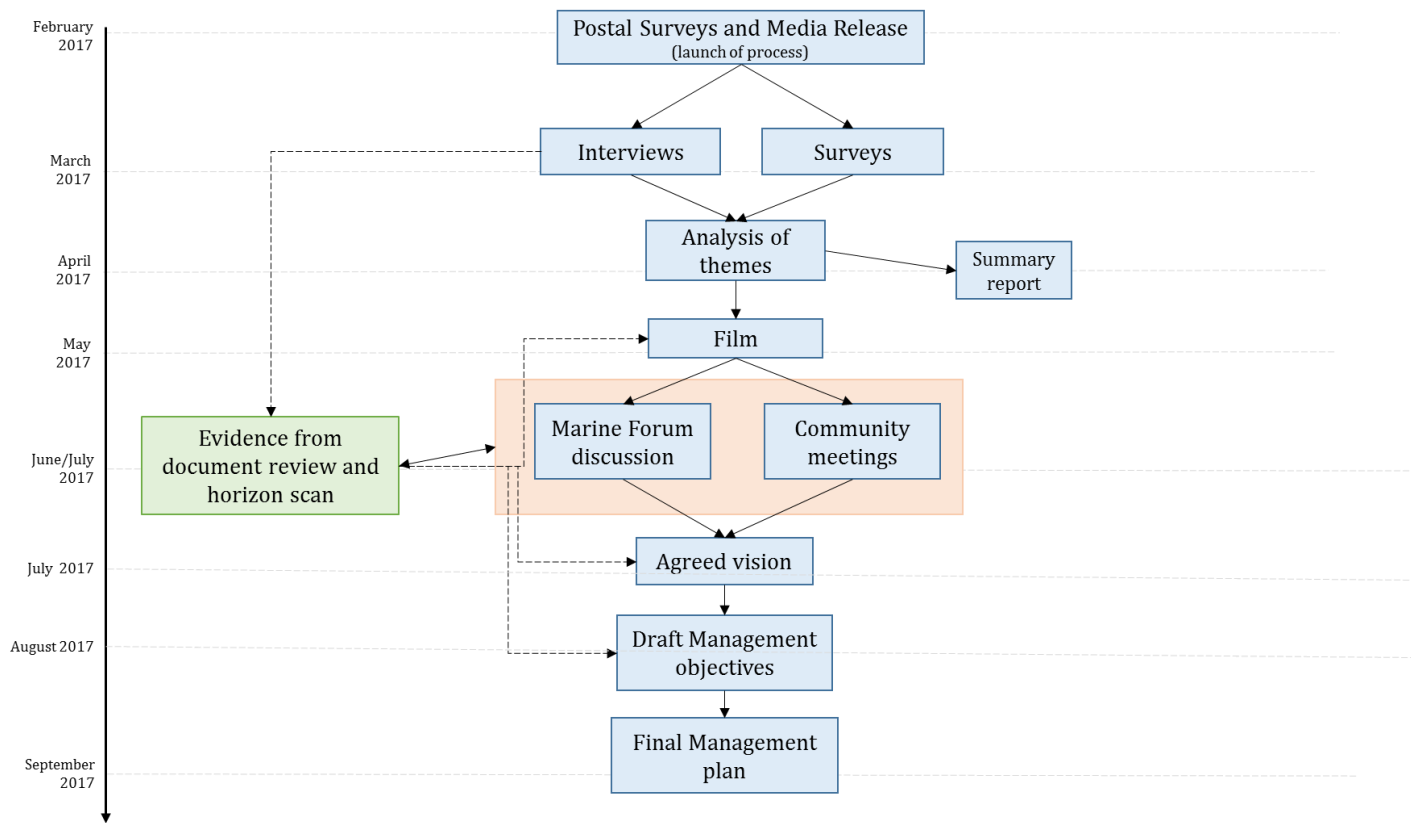 February
2017
Postal Surveys and Media Release
(launch of process)
Interviews
Surveys
March
2017
Analysis of
themes
Summary
report
April
2017
Film
May
2017
Marine Forum
discussion
Community
meetings
Evidence from
document review and
horizon scan
June/July
2017
Agreed vision
July 2017
Draft Management
objectives
August 2017
Final Management
plan
September
2017